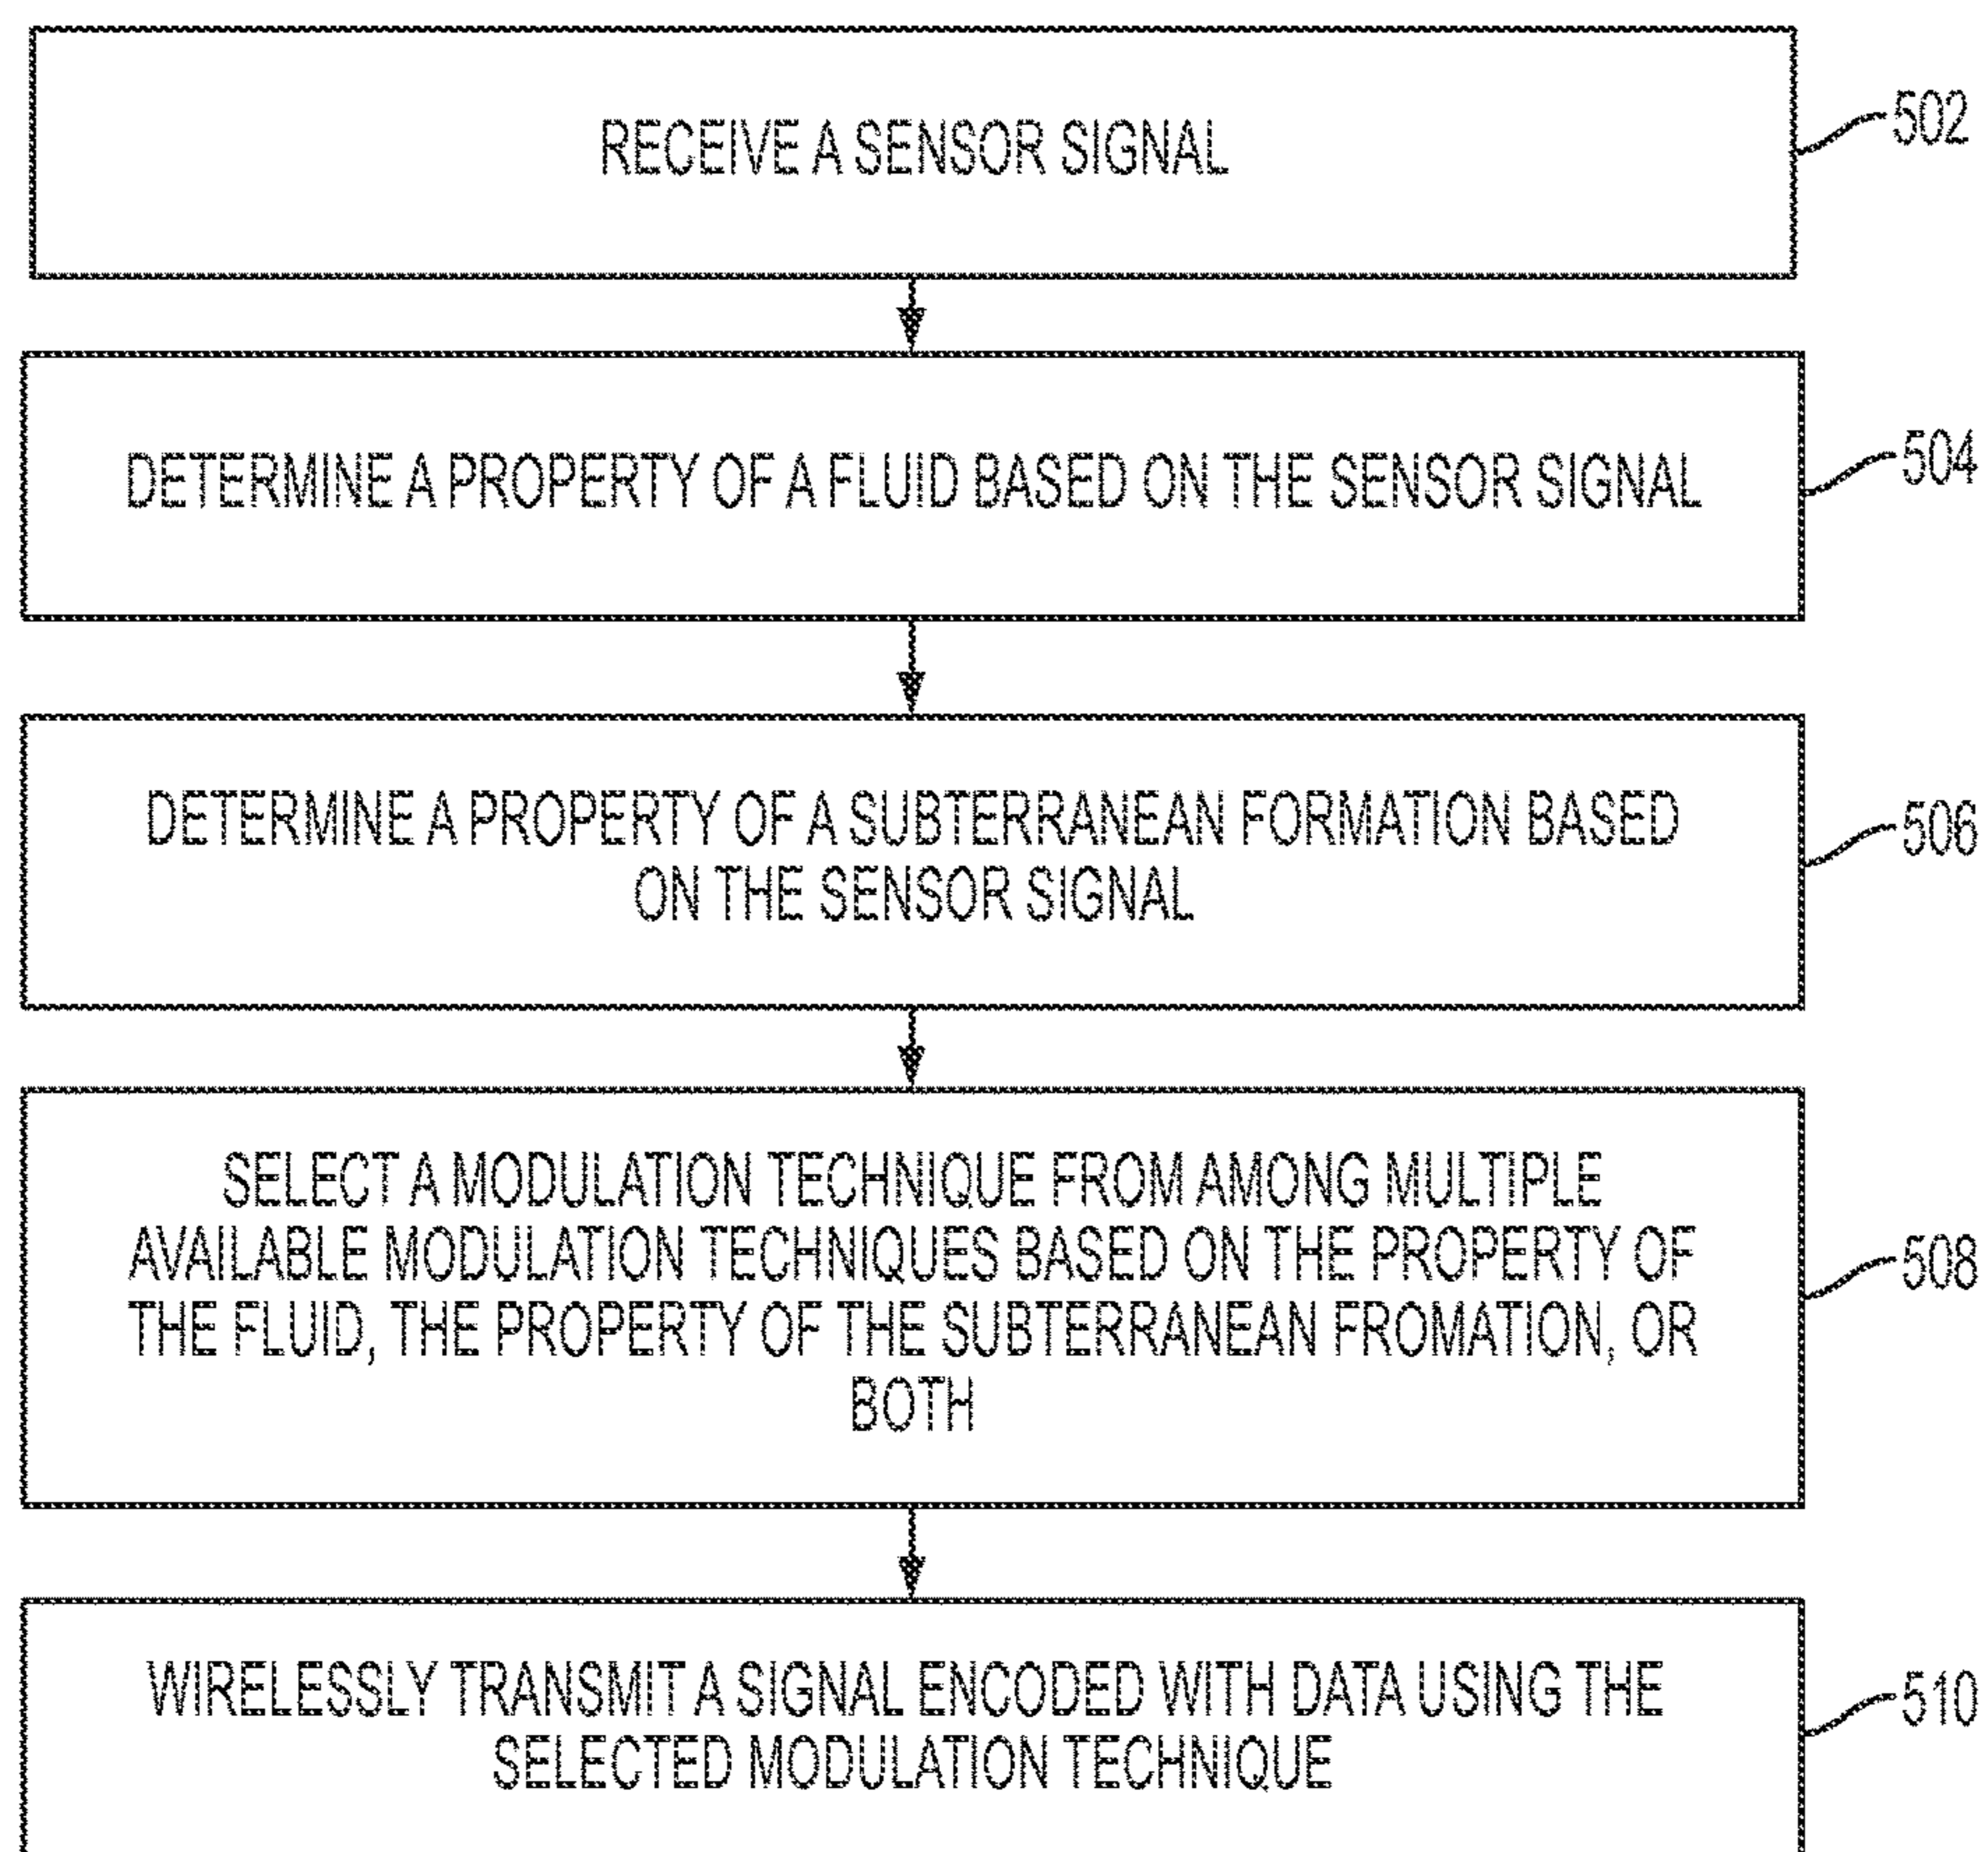 RECEIVE A SENSOR SIGNAL
502
DETERMINE A PROPERTY OF A FLUID BASED ON THE SENSOR SIGNAL
504
DETERMINE A PROPERTY OF A SUBTERRANEAN FORMATION BASED
ON THE SENSOR SIGNAL
506
SELECT A MODULATION TECHNIQUE FROM AMONG MULTIPLE
AVAILABLE MODULATION TECHNIQUES BASED ON THE PROPERTY OF
THE FLUID, THE PROPERTY OF THE SUBTERRANEAN FROMATION, OR
BOTH
508
WIRELESSLY TRANSMIT A SIGNAL ENCODED WITH DATA USING THE
SELECTED MODULATION TECHNIQUE
510